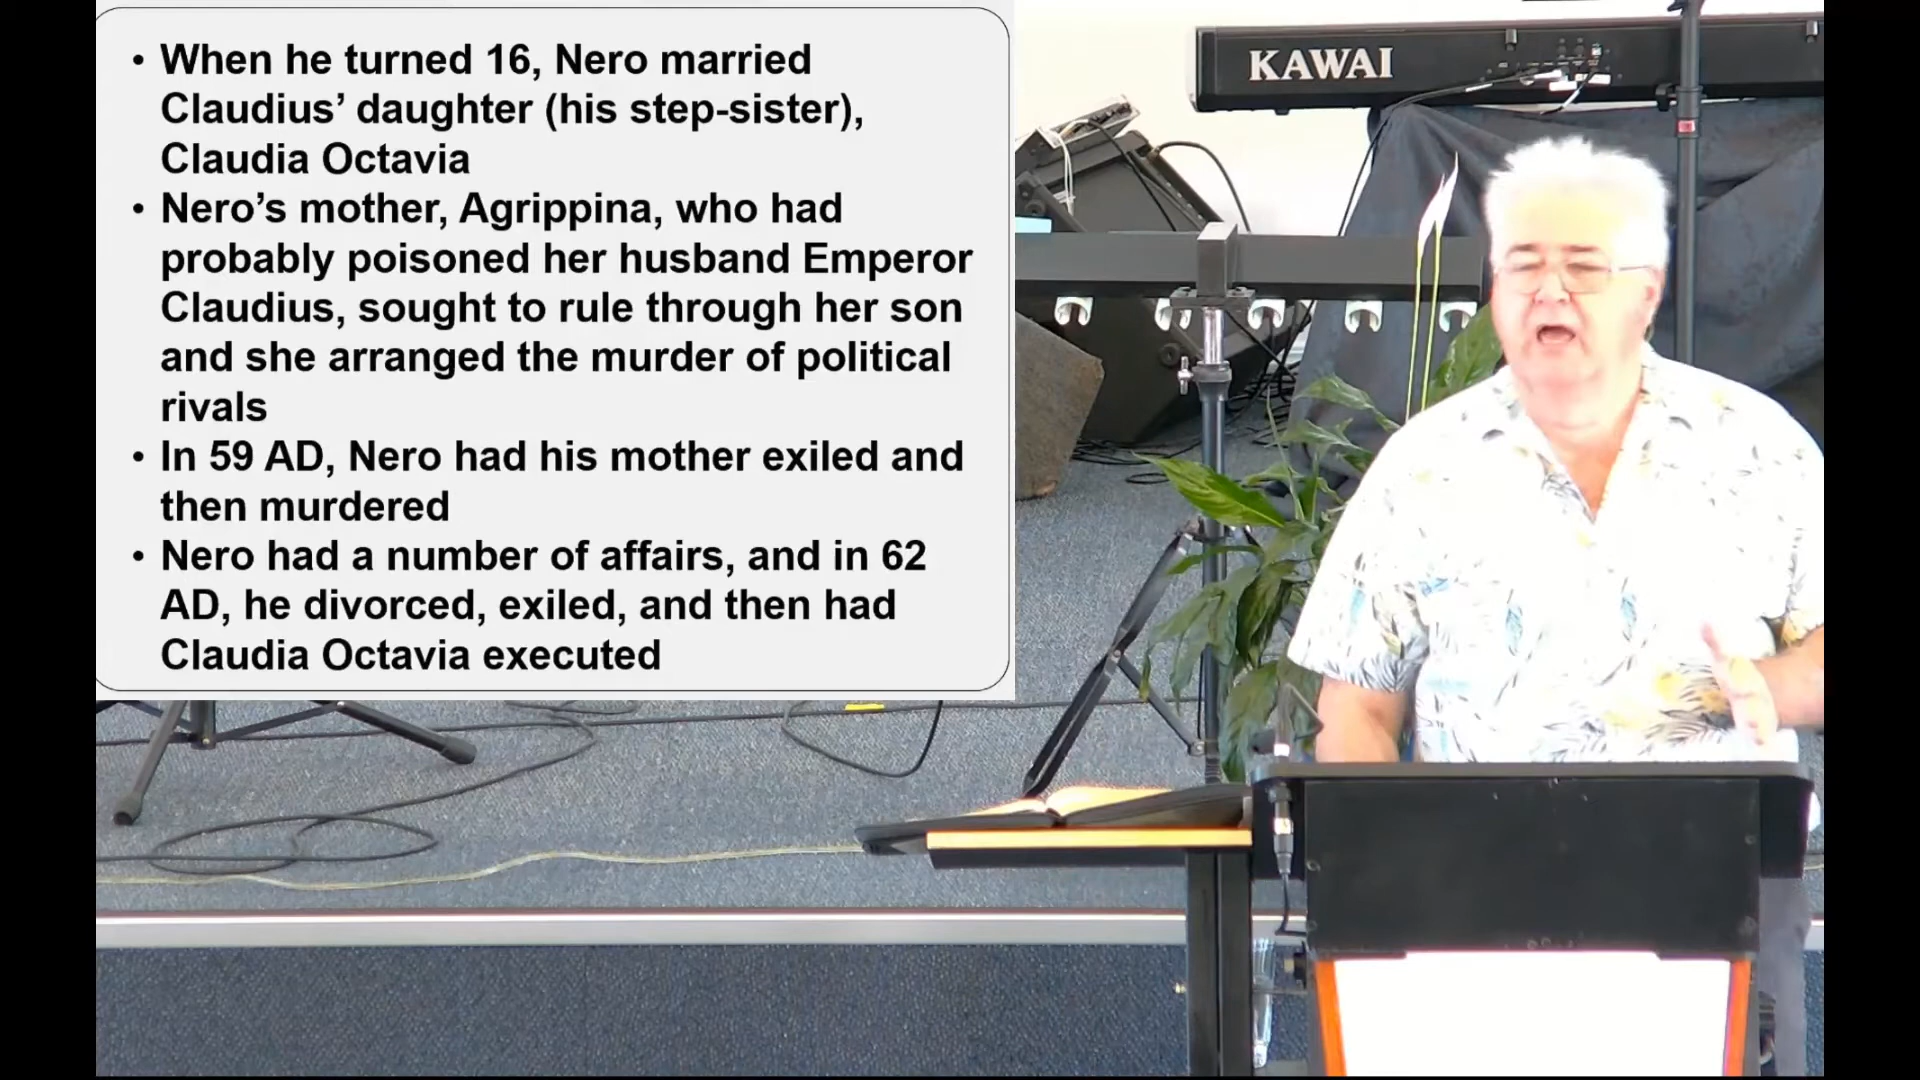 • When he turned 16, Nero married
Claudius’ daughter (his step-sister),
Claudia Octavia
• Nero’s mother, Agrippina, who had
probably poisoned her husband Emperor
Claudius, sought to rule through her son
and she arranged the murder of political
rivals
• In 59 AD, Nero had his mother exiled and
then murdered
• Nero had a number of affairs, and in 62
AD, he divorced, exiled, and then had
Claudia Octavia executed
KAWAI